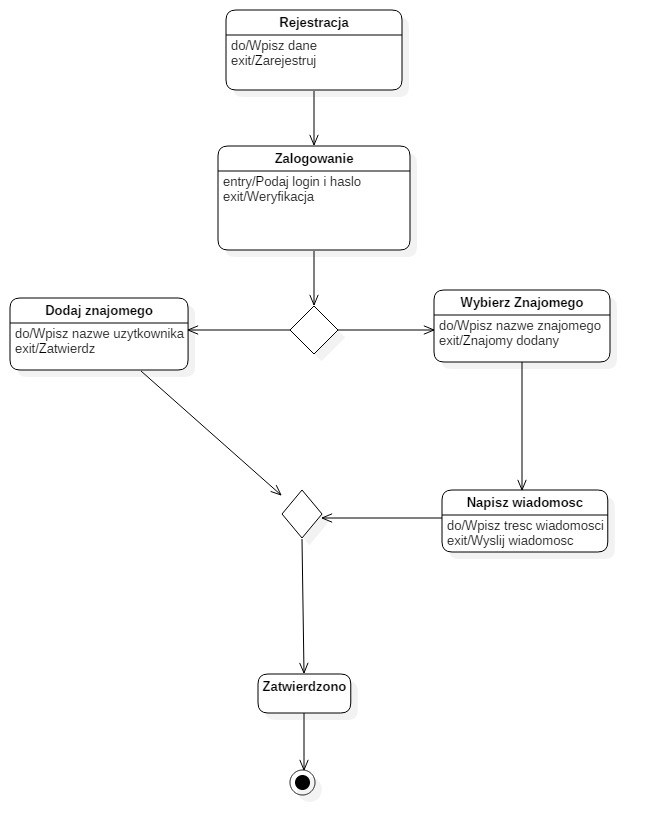 Rejestracja
do/Wpisz dane
exit/Zarejestruj
Zalogowanie
entry/Podaj login i haslo
exit/Weryfikacja
Dodaj znajomego
do/Wpisz nazwe uzytkownika
exit/Zatwierdz
Wybierz Znajomego
do/Wpisz nazwe znajomego
exit/Znajomy dodany
Napisz wiadomosc
do/Wpisz tresc wiadomosci
exit/Wyslij wiadomosc
Zatwierdzono